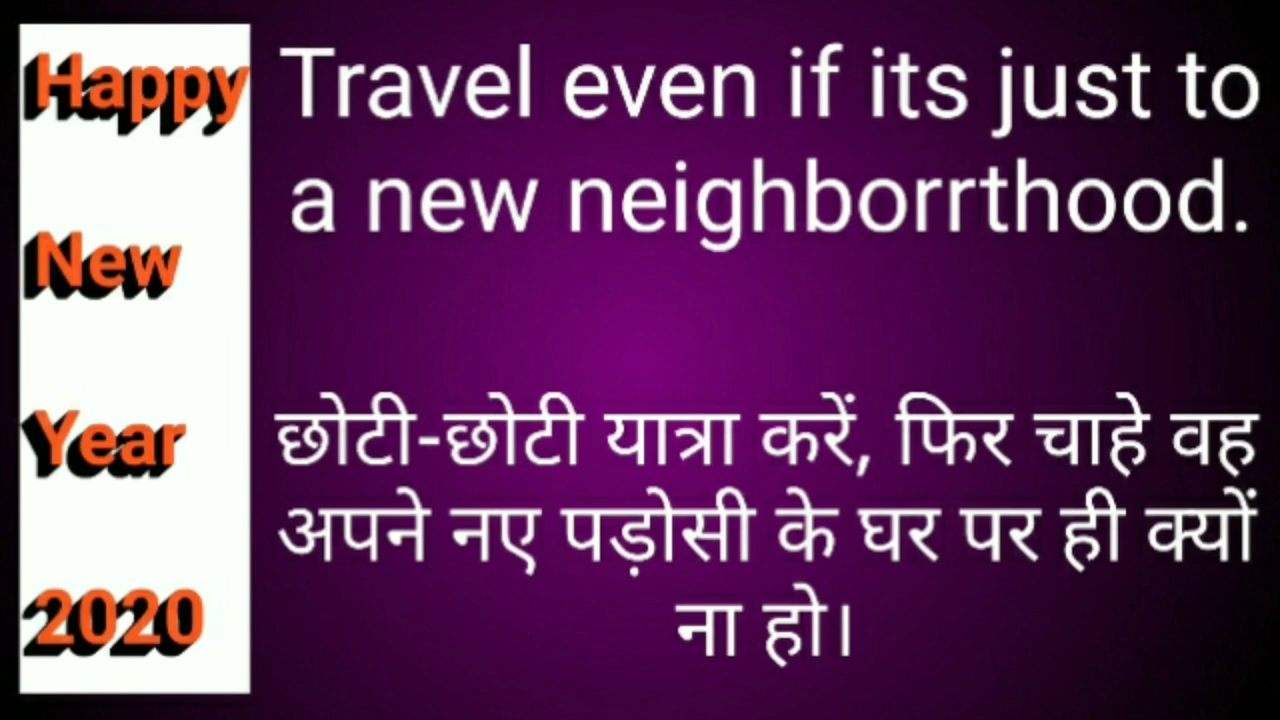 Happy
New
Year
2020
Travel even if its just to
a new neighborrthood.
छोटी-छोटी यात्रा करें, फिर चाहे वह
अपने नए पड़ोसी के घर पर ही क्यों
ना हो।